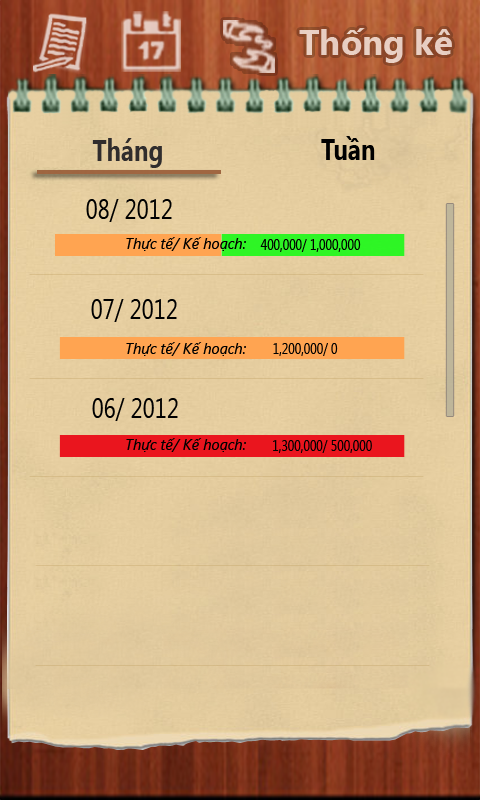 17 Thống kê
Tháng Tuần
08/ 2012
Thực tế/ Kế hoạch: 400,000/ 1,000,000
07/ 2012
Thực tế/ Kế hoạch: 1,200,000/ 0
06/ 2012
Thực tế/ Kế hoạch: 1,300,000/ 500,000